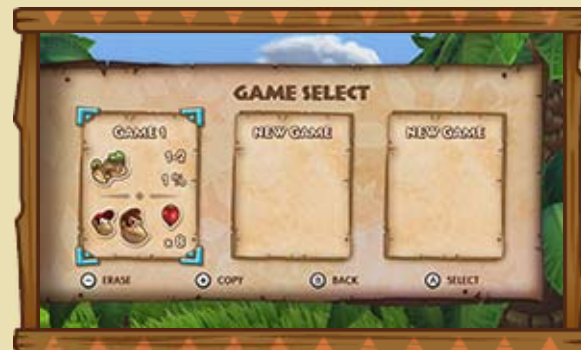 GAME SELECT
GAME 1
1-2
1 %
x 8
NEW GAME
NEW GAME
- ERASE
+ COPY
B BACK
A SELECT